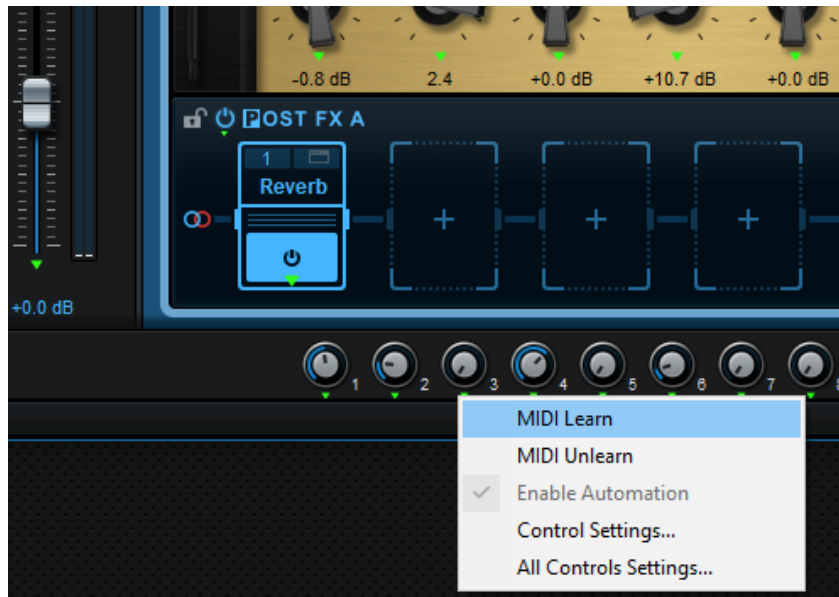 -0.8 dB 2.4 +0.0 dB +10.7 dB +0.0 dB
POST FX A
1
Reverb
+0.0 dB
1 2 3 4 5 6 7 8
MIDI Learn
MIDI Unlearn
Enable Automation
Control Settings...
All Controls Settings...